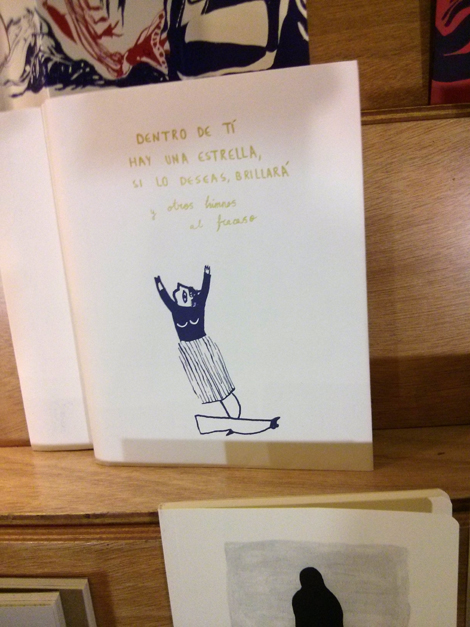 DENTRO DE TÍ
HAY UNA ESTRELLA,
SI LO DESEAS, BRILLARÁ
y otros himnos
al fracaso